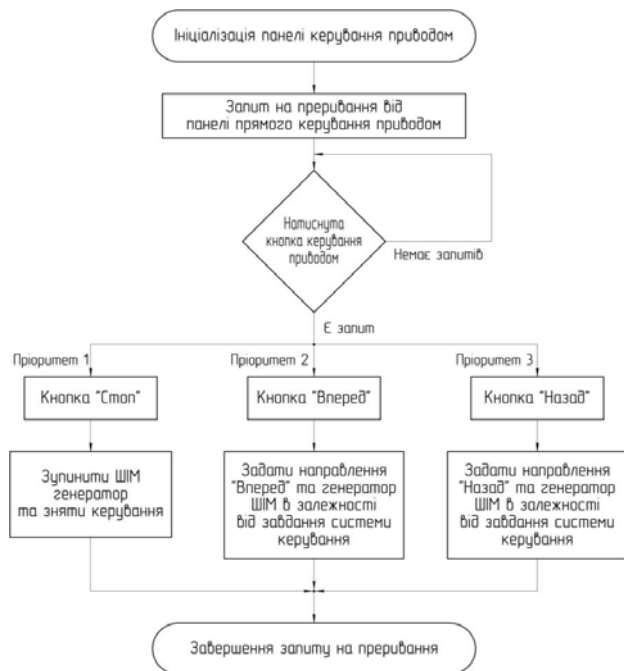 Ініціалізація панелі керування приводом
Запит на преривання від
панелі прямого керування приводом
Натиснута
кнопка керування
приводом
Немає запитів
Є запит
Пріоритет 1
Пріоритет 2
Пріоритет 3
Кнопка "Стоп"
Кнопка "Вперед"
Кнопка "Назад"
Зупинити ШІМ
генератор
та зняти керування
Задати направлення
"Вперед" та генератор
ШІМ в залежності
від завдання системи
керування
Задати направлення
"Назад" та генератор
ШІМ в залежності
від завдання системи
керування
Завершення запиту на преривання